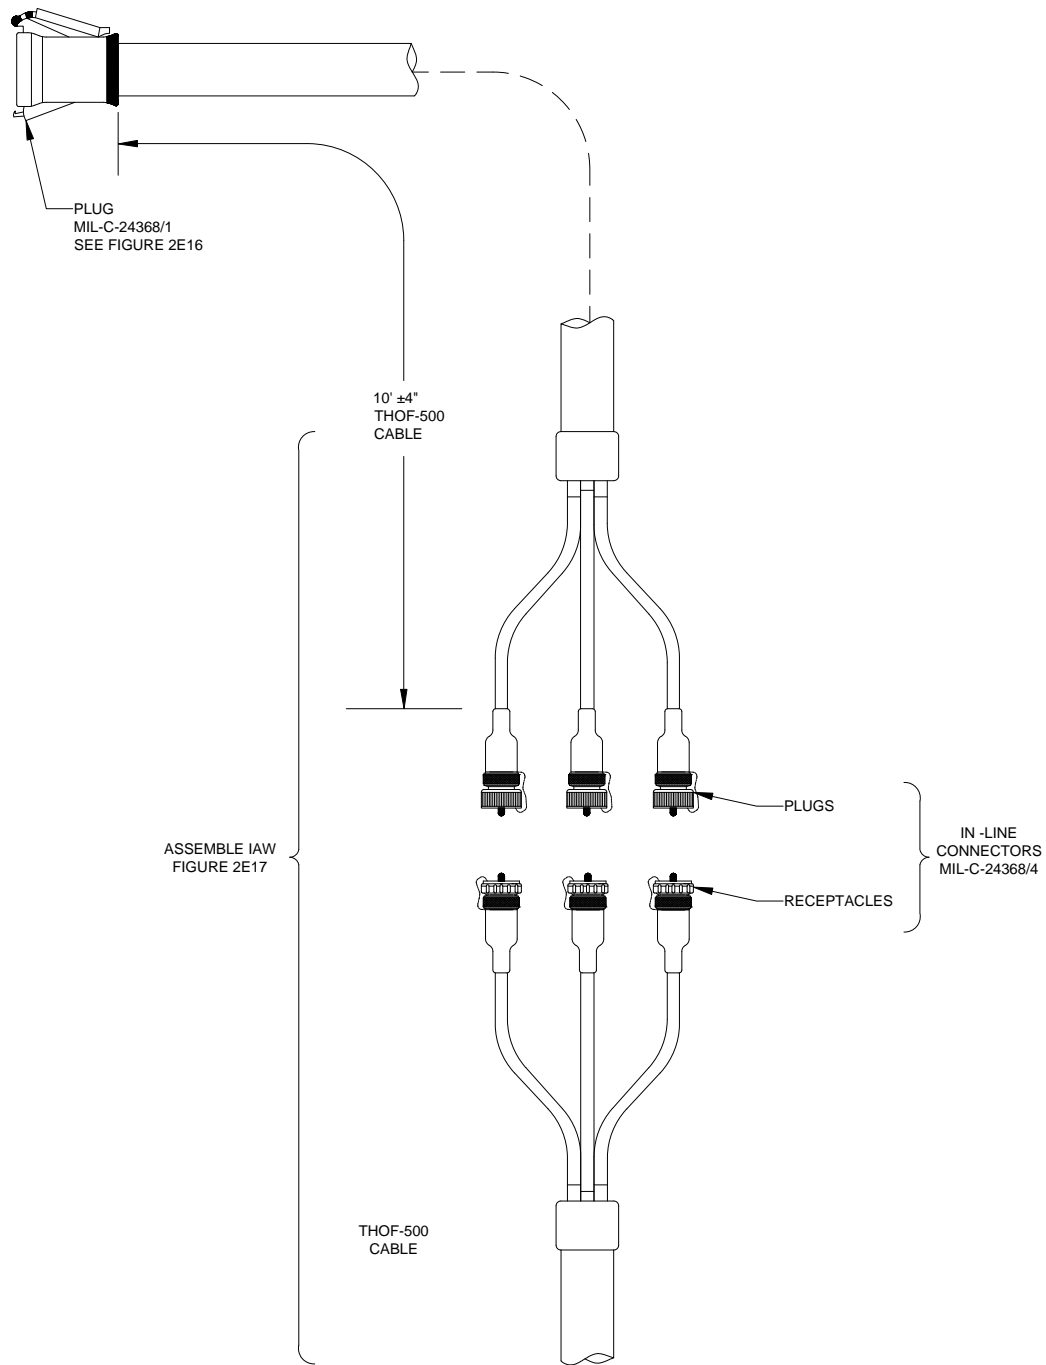 PLUG
MIL-C-24368/1
SEE FIGURE 2E16
10' ±4"
THOF-500
CABLE
PLUGS
ASSEMBLE IAW
FIGURE 2E17
IN -LINE
CONNECTORS
MIL-C-24368/4
RECEPTACLES
THOF-500
CABLE